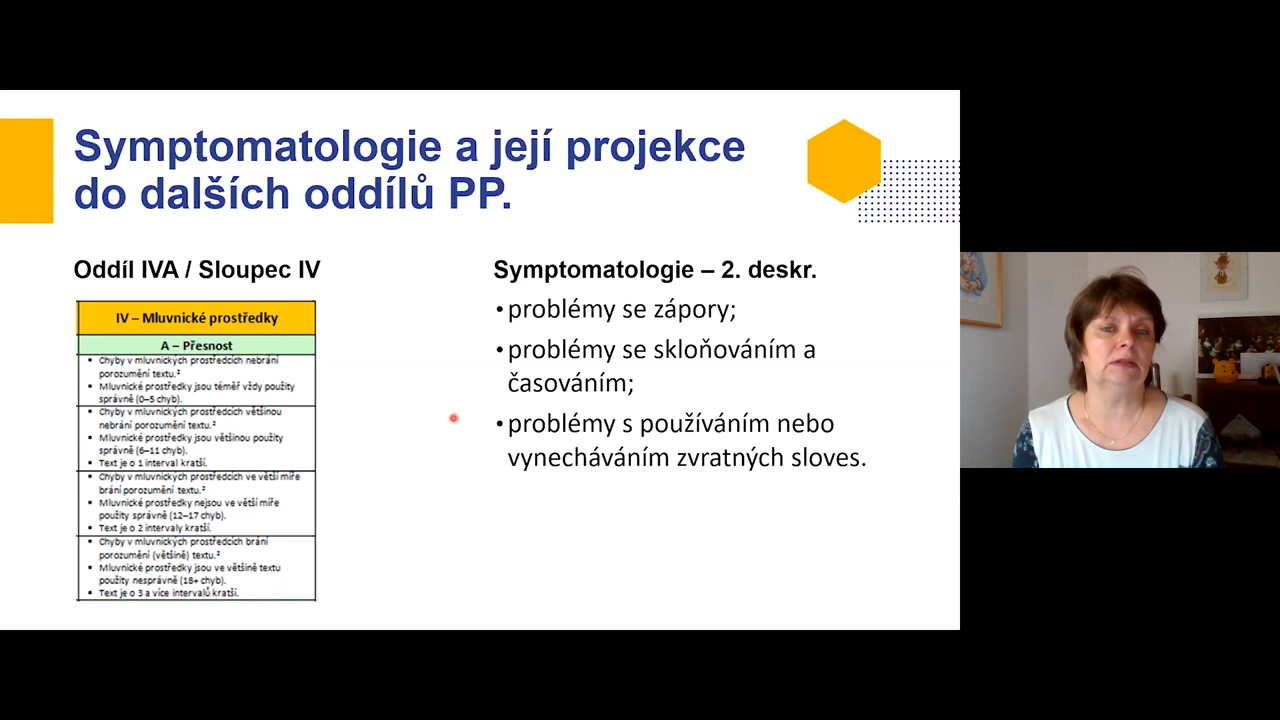 Symptomatologie a její projekce
do dalších oddílů PP.
Oddíl IVA / Sloupec IV
IV – Mluvnické prostředky
A – Přesnost
▪ Chyby v mluvnických prostředcích nebrání
porozumění textu.²
▪ Mluvnické prostředky jsou téměř vždy použity
správně (0–5 chyb).
▪ Chyby v mluvnických prostředcích většinou
nebrání porozumění textu.²
▪ Mluvnické prostředky jsou většinou použity
správně (6–11 chyb).
▪ Text je o 1 interval kratší.
▪ Chyby v mluvnických prostředcích ve větší míře
brání porozumění textu.²
▪ Mluvnické prostředky nejsou ve větší míře
použity správně (12–17 chyb).
▪ Text je o 2 intervaly kratší.
▪ Chyby v mluvnických prostředcích brání
porozumění (většině) textu.²
▪ Mluvnické prostředky jsou ve většině textu
použity nesprávně (18+ chyb).
▪ Text je o 3 a více intervalů kratší.
Symptomatologie – 2. deskr.
• problémy se zápory;
• problémy se skloňováním a
časováním;
• problémy s používáním nebo
vynecháváním zvratných sloves.